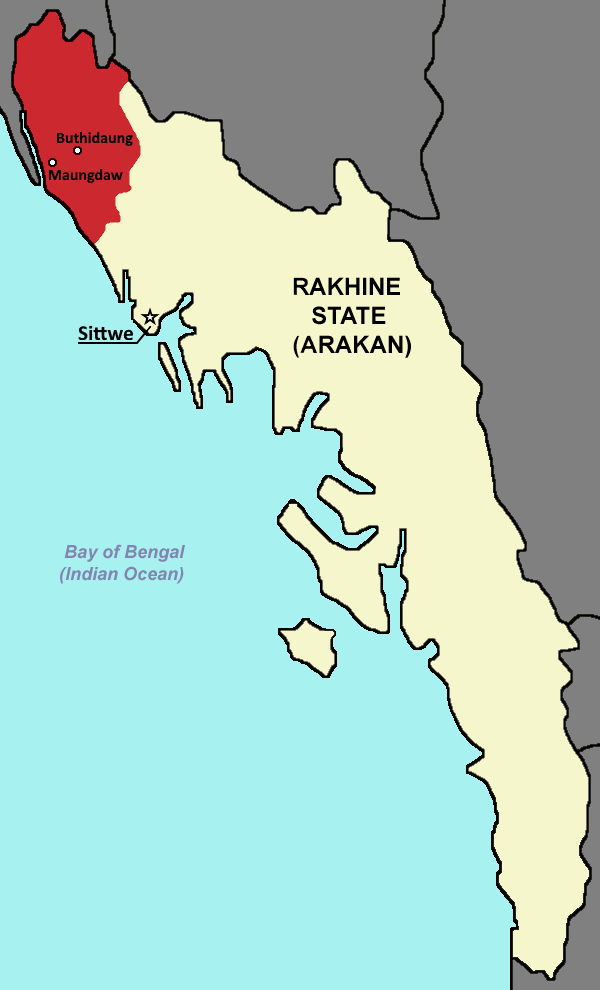 Buthidaung
Maungdaw
RAKHINE
STATE
(ARAKAN)
Sittwe
Bay of Bengal
(Indian Ocean)